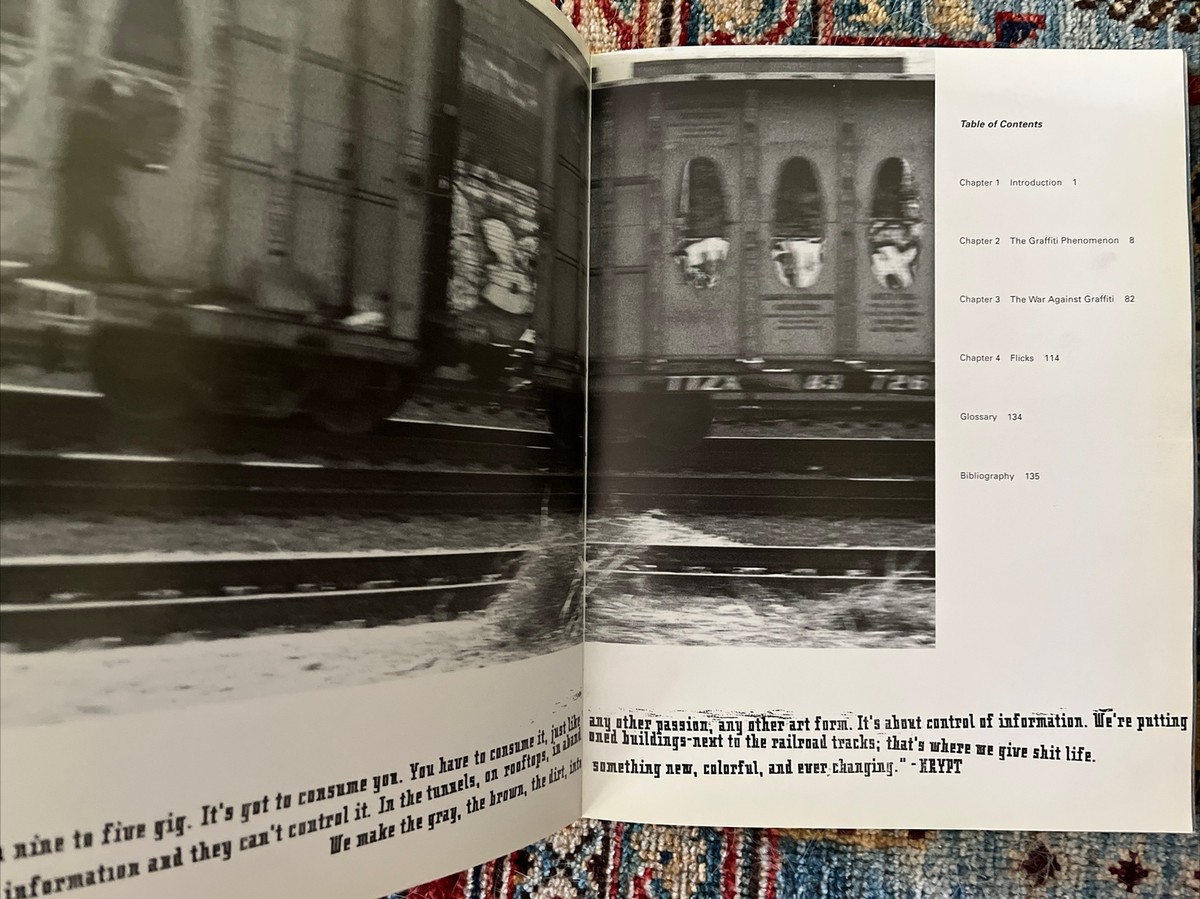 Table of Contents
Chapter 1 Introduction 1
Chapter 2 The Graffiti Phenomenon 8
Chapter 3 The War Against Graffiti 82
Chapter 4 Flicks 114
Glossary 134
Bibliography 135
83 726
nine to five gig. It's got to consume you. You have to consume it, just like any other passion, any other art form. It's about control of information. We're putting
information and they can't control it. In the tunnels, on rooftops, in aband oned buildings-next to the railroad tracks; that's where we give shit life.
We make the gray, the brown, the dirt, into something new, colorful, and ever changing." -KRYPT